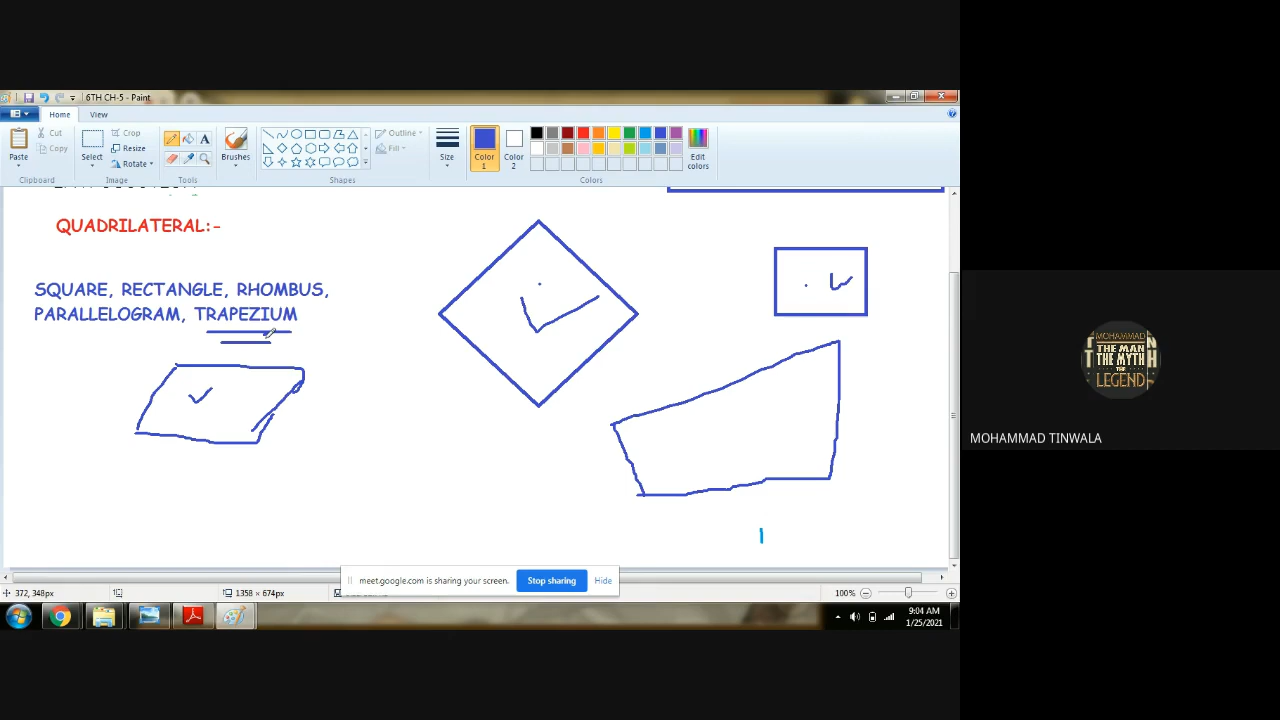 6TH CH-5 - Paint
Home View
Paste
Cut
Copy
Clipboard
Select
Crop
Resize
Rotate
Image
Tools
Brushes
Shapes
Outline
Fill
Size
Color 1
Color 2
Edit colors
Colors
QUADRILATERAL:-
SQUARE, RECTANGLE, RHOMBUS,
PARALLELOGRAM, TRAPEZIUM
meet.google.com is sharing your screen. Stop sharing Hide
372, 348px 1358 × 674px 100%
9:04 AM
1/25/2021
MOHAMMAD
THE MAN
THE MYTH
THE
LEGEND
MOHAMMAD TINWALA